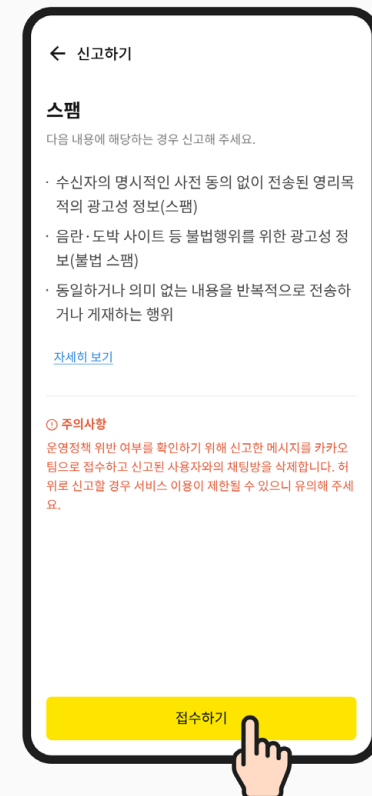 ← 신고하기
스팸
다음 내용에 해당하는 경우 신고해 주세요.
· 수신자의 명시적인 사전 동의 없이 전송된 영리목
적의 광고성 정보(스팸)
· 음란·도박 사이트 등 불법행위를 위한 광고성 정
보(불법 스팸)
· 동일하거나 의미 없는 내용을 반복적으로 전송하
거나 게재하는 행위
자세히 보기
주의사항
운영정책 위반 여부를 확인하기 위해 신고한 메시지를 카카오
팀으로 접수하고 신고된 사용자와의 채팅방을 삭제합니다. 허
위로 신고할 경우 서비스 이용이 제한될 수 있으니 유의해 주세
요.
접수하기